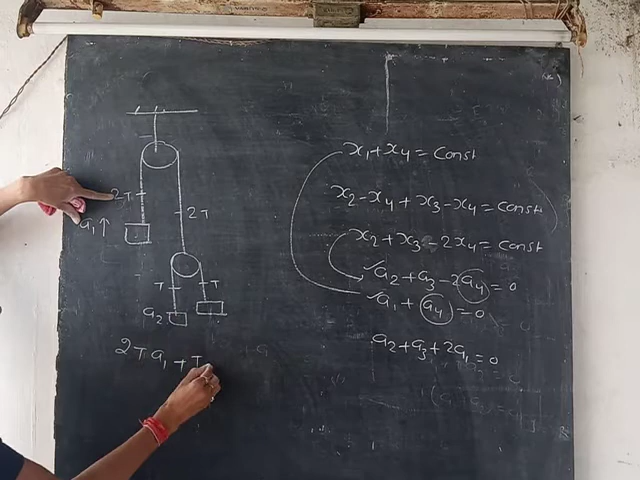 2T
a₁↑
2T
T
T
a₂
2Ta₁ + T
x₁+x₄ = Const
x₂-x₄ + x₃-x₄ = Const
x₂+x₃-2x₄ = Const
✓a₂+a₃-2a₄ = 0
✓a₁+a₄ = 0
a₂+a₃+2a₁ = 0